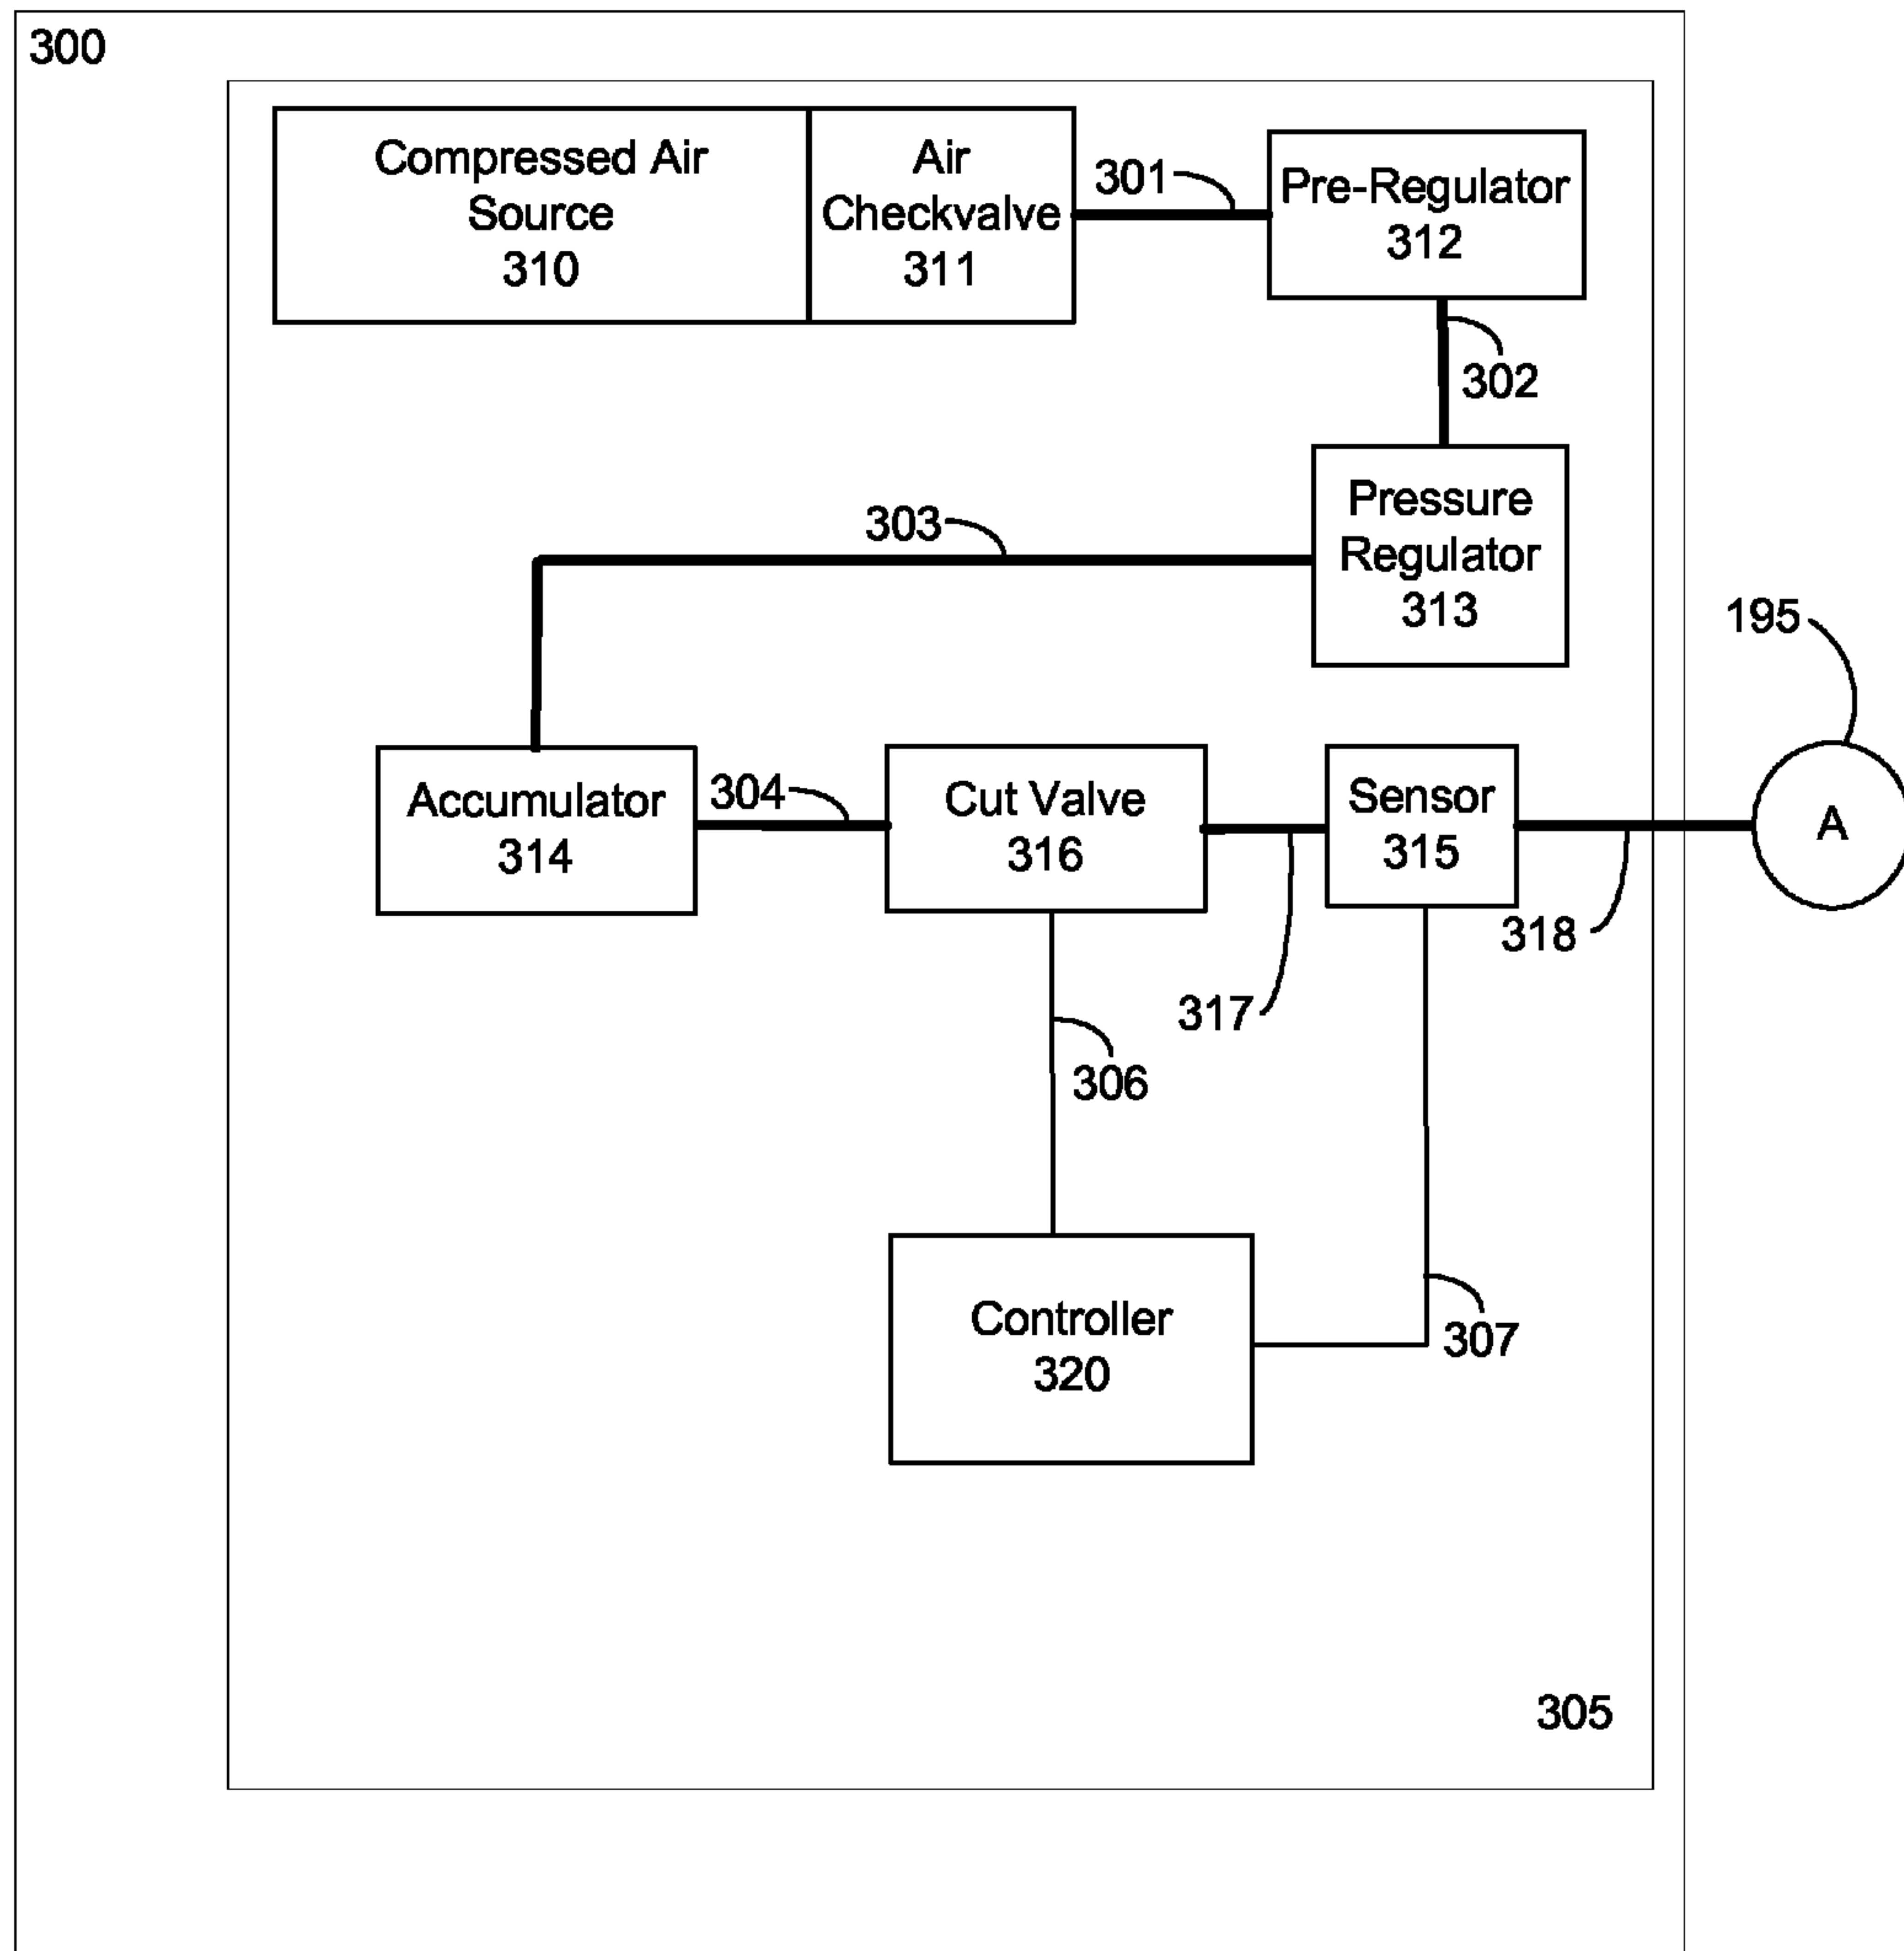 300
Compressed Air
Source
310
Air
Checkvalve
311
301
Pre-Regulator
312
302
Pressure
Regulator
313
303
195
Accumulator
314
304
Cut Valve
316
Sensor
315
A
318
317
306
Controller
320
307
305